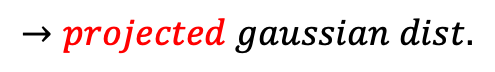 → projected gaussian dist.